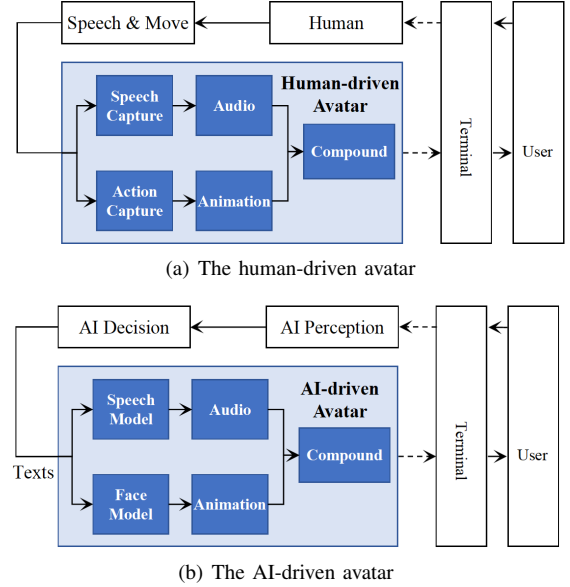 Speech & Move
Human
Human-driven
Avatar
Speech
Capture
Audio
Compound
Action
Capture
Animation
Terminal
User
(a) The human-driven avatar
AI Decision
AI Perception
AI-driven
Avatar
Speech
Model
Audio
Compound
Texts
Face
Model
Animation
Terminal
User
(b) The AI-driven avatar